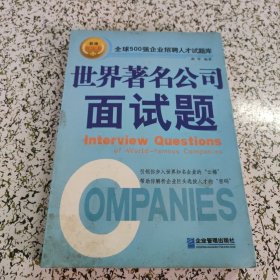 全球500强企业招聘人才试题库
世界著名公司
面试题
Interview Questions
of World-famous Companies
COMPANIES
企业管理出版社